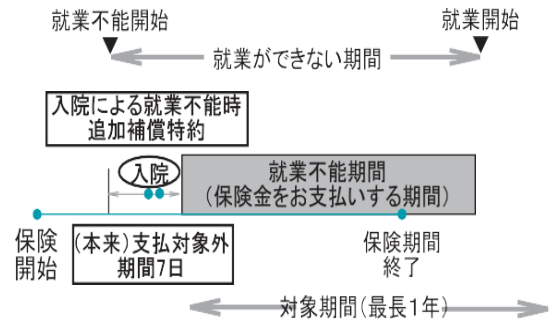 就業不能開始
就業開始
就業ができない期間
入院による就業不能時
追加補償特約
入院
就業不能期間
(保険金をお支払いする期間)
保険
開始
(本来)支払対象外
期間7日
保険期間
終了
対象期間(最長1年)